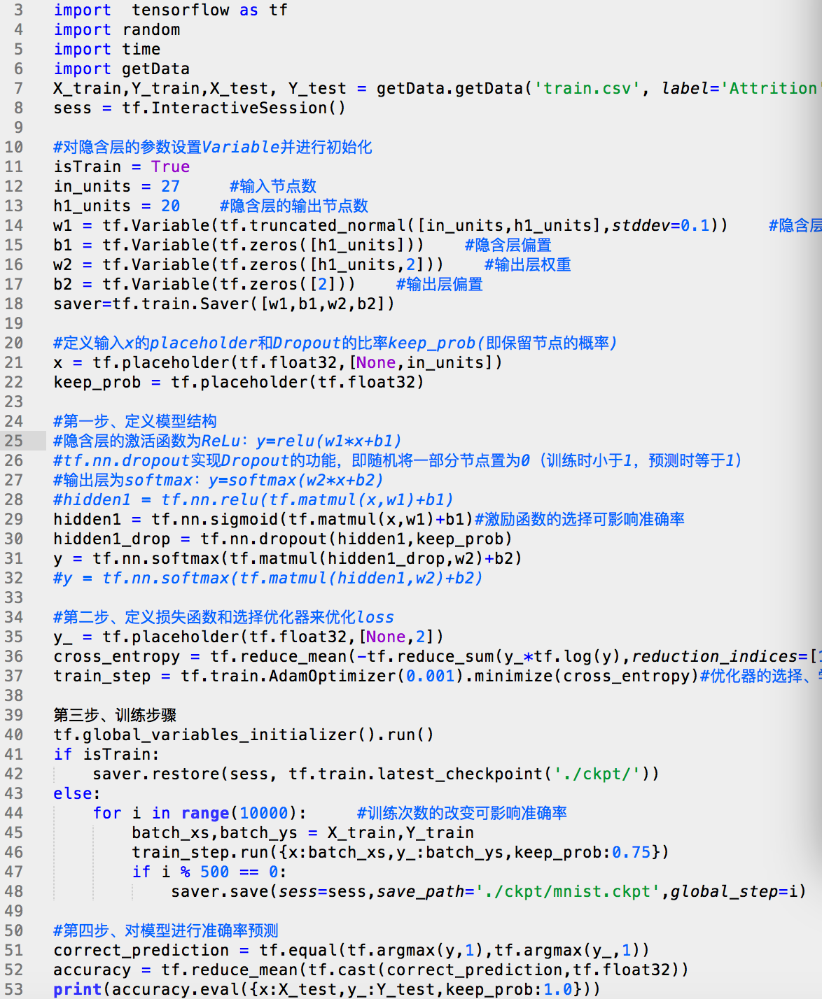 3 import  tensorflow as tf
4 import random
5 import time
6 import getData
7 X_train,Y_train,X_test, Y_test = getData.getData('train.csv', label='Attrition'
8 sess = tf.InteractiveSession()
9
10 #对隐含层的参数设置Variable并进行初始化
11 isTrain = True
12 in_units = 27     #输入节点数
13 h1_units = 20    #隐含层的输出节点数
14 w1 = tf.Variable(tf.truncated_normal([in_units,h1_units],stddev=0.1))    #隐含层
15 b1 = tf.Variable(tf.zeros([h1_units]))    #隐含层偏置
16 w2 = tf.Variable(tf.zeros([h1_units,2]))    #输出层权重
17 b2 = tf.Variable(tf.zeros([2]))    #输出层偏置
18 saver=tf.train.Saver([w1,b1,w2,b2])
19
20 #定义输入x的placeholder和Dropout的比率keep_prob(即保留节点的概率)
21 x = tf.placeholder(tf.float32,[None,in_units])
22 keep_prob = tf.placeholder(tf.float32)
23
24 #第一步、定义模型结构
25 #隐含层的激活函数为ReLu：y=relu(w1*x+b1)
26 #tf.nn.dropout实现Dropout的功能，即随机将一部分节点置为0（训练时小于1，预测时等于1）
27 #输出层为softmax：y=softmax(w2*x+b2)
28 #hidden1 = tf.nn.relu(tf.matmul(x,w1)+b1)
29 hidden1 = tf.nn.sigmoid(tf.matmul(x,w1)+b1)#激励函数的选择可影响准确率
30 hidden1_drop = tf.nn.dropout(hidden1,keep_prob)
31 y = tf.nn.softmax(tf.matmul(hidden1_drop,w2)+b2)
32 #y = tf.nn.softmax(tf.matmul(hidden1,w2)+b2)
33
34 #第二步、定义损失函数和选择优化器来优化loss
35 y_ = tf.placeholder(tf.float32,[None,2])
36 cross_entropy = tf.reduce_mean(-tf.reduce_sum(y_*tf.log(y),reduction_indices=[
37 train_step = tf.train.AdamOptimizer(0.001).minimize(cross_entropy)#优化器的选择、
38
39 第三步、训练步骤
40 tf.global_variables_initializer().run()
41 if isTrain:
42     saver.restore(sess, tf.train.latest_checkpoint('./ckpt/'))
43 else:
44     for i in range(10000):     #训练次数的改变可影响准确率
45         batch_xs,batch_ys = X_train,Y_train
46         train_step.run({x:batch_xs,y_:batch_ys,keep_prob:0.75})
47         if i % 500 == 0:
48             saver.save(sess=sess,save_path='./ckpt/mnist.ckpt',global_step=i)
49
50 #第四步、对模型进行准确率预测
51 correct_prediction = tf.equal(tf.argmax(y,1),tf.argmax(y_,1))
52 accuracy = tf.reduce_mean(tf.cast(correct_prediction,tf.float32))
53 print(accuracy.eval({x:X_test,y_:Y_test,keep_prob:1.0}))